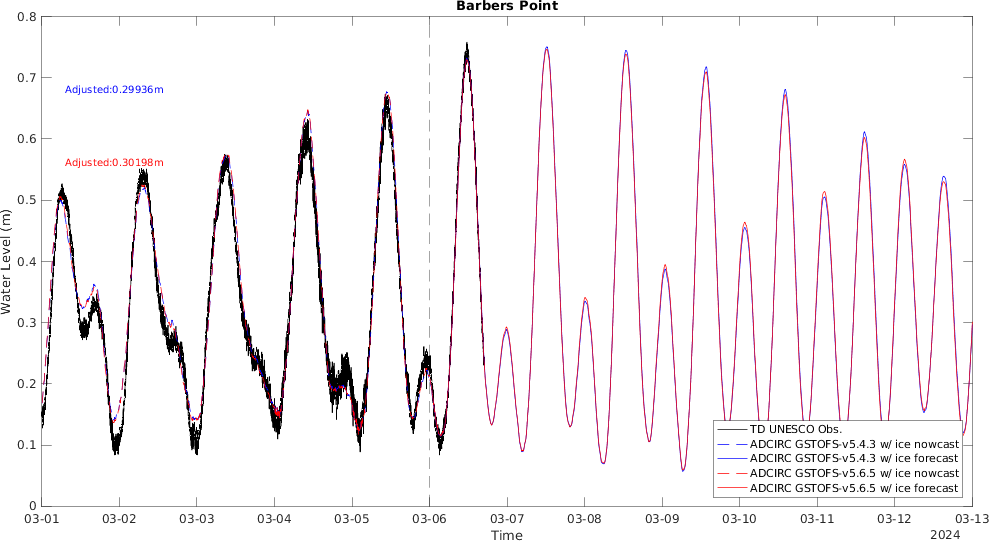 Barbers Point
0.8
0.7
0.6
0.5
0.4
0.3
0.2
0.1
0
Water Level (m)
Adjusted:0.29936m
Adjusted:0.30198m
TD UNESCO Obs.
ADCIRC GSTOFS-v5.4.3 w/ ice nowcast
ADCIRC GSTOFS-v5.4.3 w/ ice forecast
ADCIRC GSTOFS-v5.6.5 w/ ice nowcast
ADCIRC GSTOFS-v5.6.5 w/ ice forecast
03-01 03-02 03-03 03-04 03-05 03-06 03-07 03-08 03-09 03-10 03-11 03-12 03-13
Time
2024